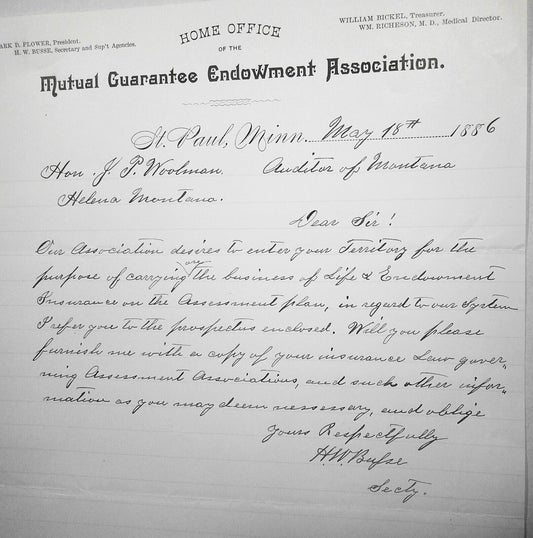 ARK D. FLOWER, President.
H. W. BUSSE, Secretary and Sup't Agencies.
WILLIAM BICKEL, Treasurer.
WM. RICHESON, M. D., Medical Director.
HOME OFFICE
OF THE
Mutual Guarantee Endowment Association.
St. Paul, Minn. May 18th 1886
Hon. J. P. Woolman Auditor of Montana
Helena Montana.
Dear Sir!
Our Association desires to enter your Territory for the
purpose of carrying on the business of Life & Endowment
Insurance on the Assessment plan, in regard to our System
I refer you to the prospectus enclosed. Will you please
furnish me with a copy of your insurance Law gover„
ning Assessment Associations, and such other infor„
mation as you may deem nessessary, and oblige
Yours Respectfully
H.W.Busse
Secty.